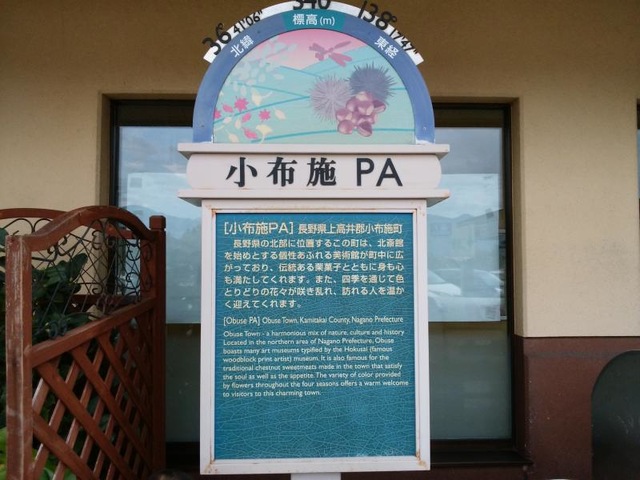 標高(m)
340
北緯
36°41'06"
東経
小布施 PA
[小布施PA] 長野県上高井郡小布施町
長野県の北部に位置するこの町は、北斎館
を始めとする個性あふれる美術館が町中に広
がっており、伝統ある栗菓子とともに身も心
も満たしてくれます。また、四季を通じて色
とりどりの花々が咲き乱れ、訪れる人を温か
く迎えてくれます。
[Obuse PA] Obuse Town, Kamitakai County, Nagano Prefecture
Obuse Town - a harmonious mix of nature, culture and history
Located in the northern area of Nagano Prefecture, Obuse
boasts many art museums typified by the Hokusai (famous
woodblock print artist) museum. It is also famous for the
traditional chestnut sweetmeats made in the town that satisfy
the soul as well as the appetite. The variety of color provided
by flowers throughout the four seasons offers a warm welcome
to visitors to this charming town.